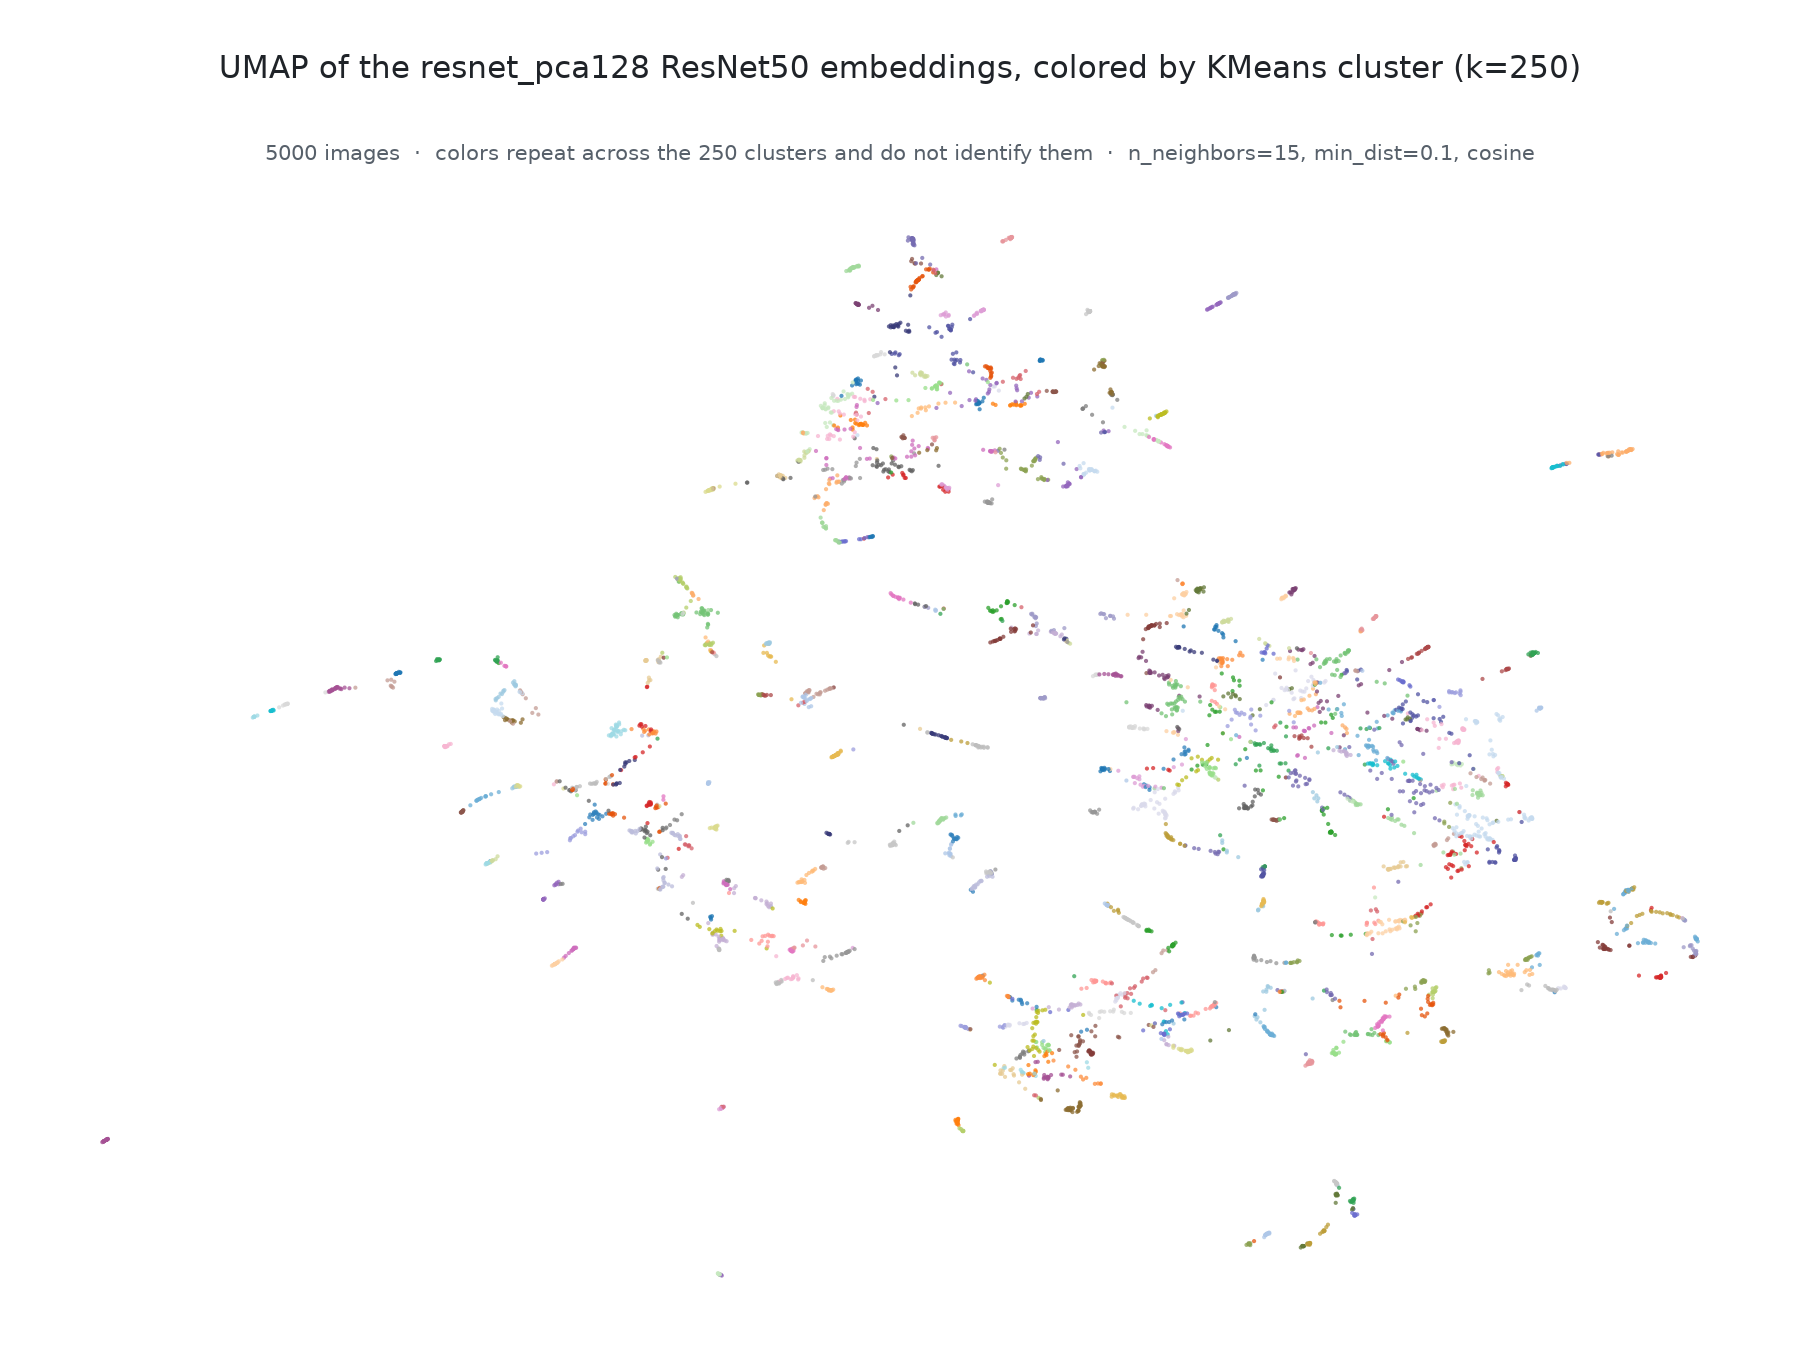 UMAP of the resnet_pca128 ResNet50 embeddings, colored by KMeans cluster (k=250)
5000 images · colors repeat across the 250 clusters and do not identify them · n_neighbors=15, min_dist=0.1, cosine